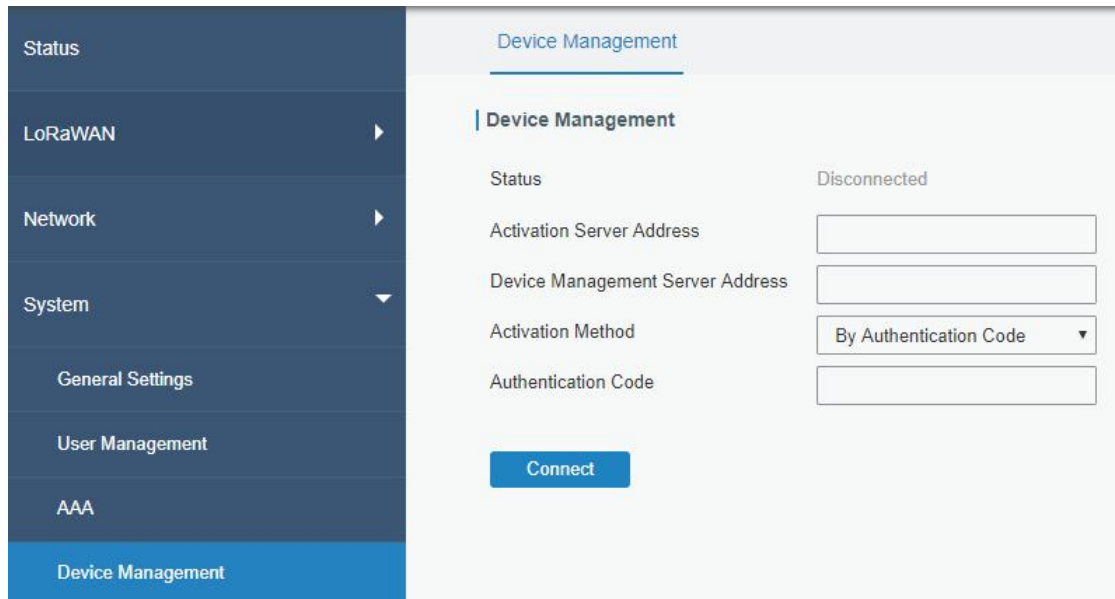 Status
LoRaWAN
Network
System
General Settings
User Management
AAA
Device Management
Device Management
Device Management
Status Disconnected
Activation Server Address
Device Management Server Address
Activation Method By Authentication Code
Authentication Code
Connect